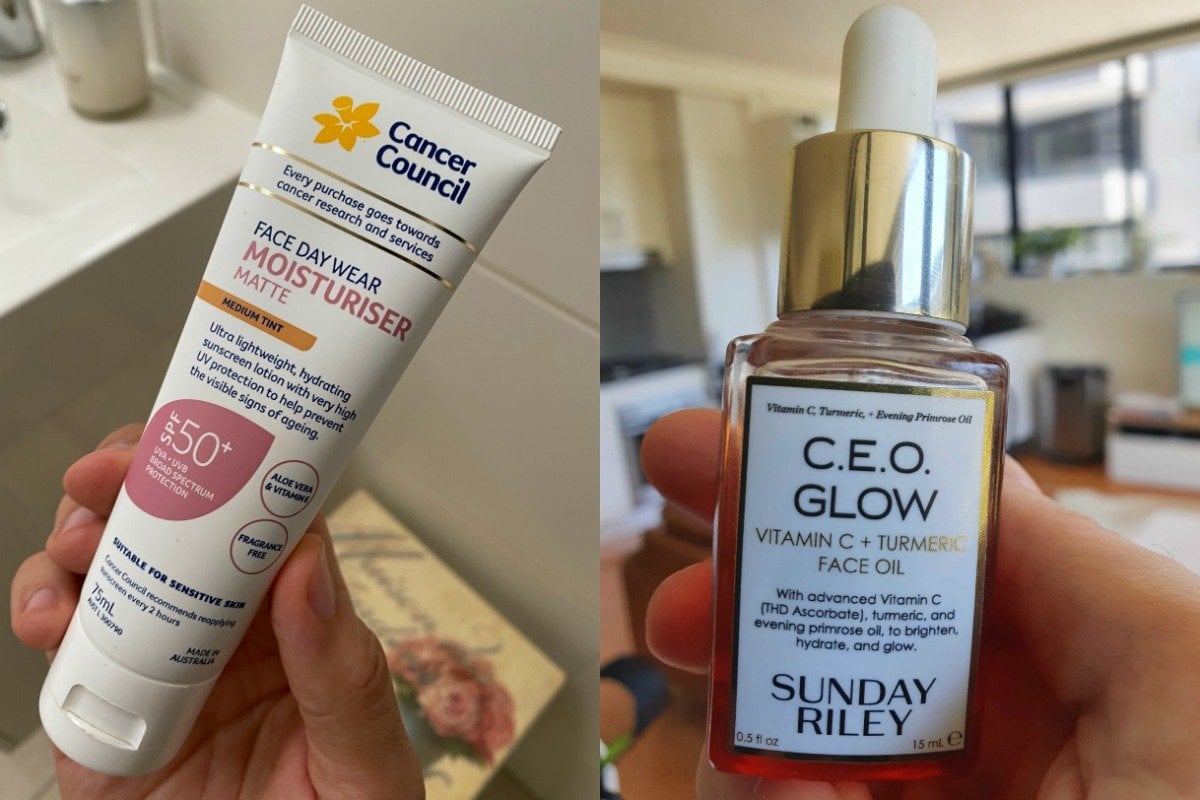 Cancer
Council
Every purchase goes towards
cancer research and services
FACE DAY WEAR
MOISTURISER
MATTE
MEDIUM TINT
Ultra lightweight, hydrating
sunscreen lotion with very high
UV protection to help prevent
the visible signs of ageing.
SPF 50+
UVA • UVB
BROAD SPECTRUM
PROTECTION
ALOE VERA
& VITAMIN E
FRAGRANCE
FREE
SUITABLE FOR SENSITIVE SKIN
Cancer Council recommends reapplying
sunscreen every 2 hours
75mL
AUST L 300790
MADE IN
AUSTRALIA
Vitamin C, Turmeric, + Evening Primrose Oil
C.E.O.
GLOW
VITAMIN C + TURMERIC
FACE OIL
With advanced Vitamin C
(THD Ascorbate), turmeric, and
evening primrose oil, to brighten,
hydrate, and glow.
SUNDAY
RILEY
0.5 fl oz
15 mL ℮